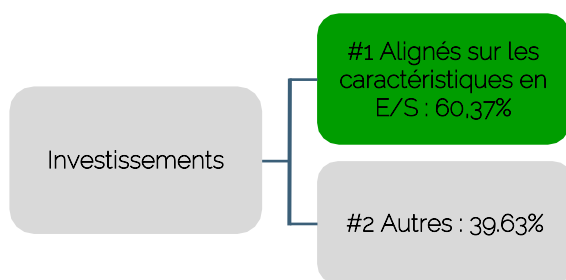 Investissements
#1 Alignés sur les
caractéristiques en
E/S : 60,37%
#2 Autres : 39.63%